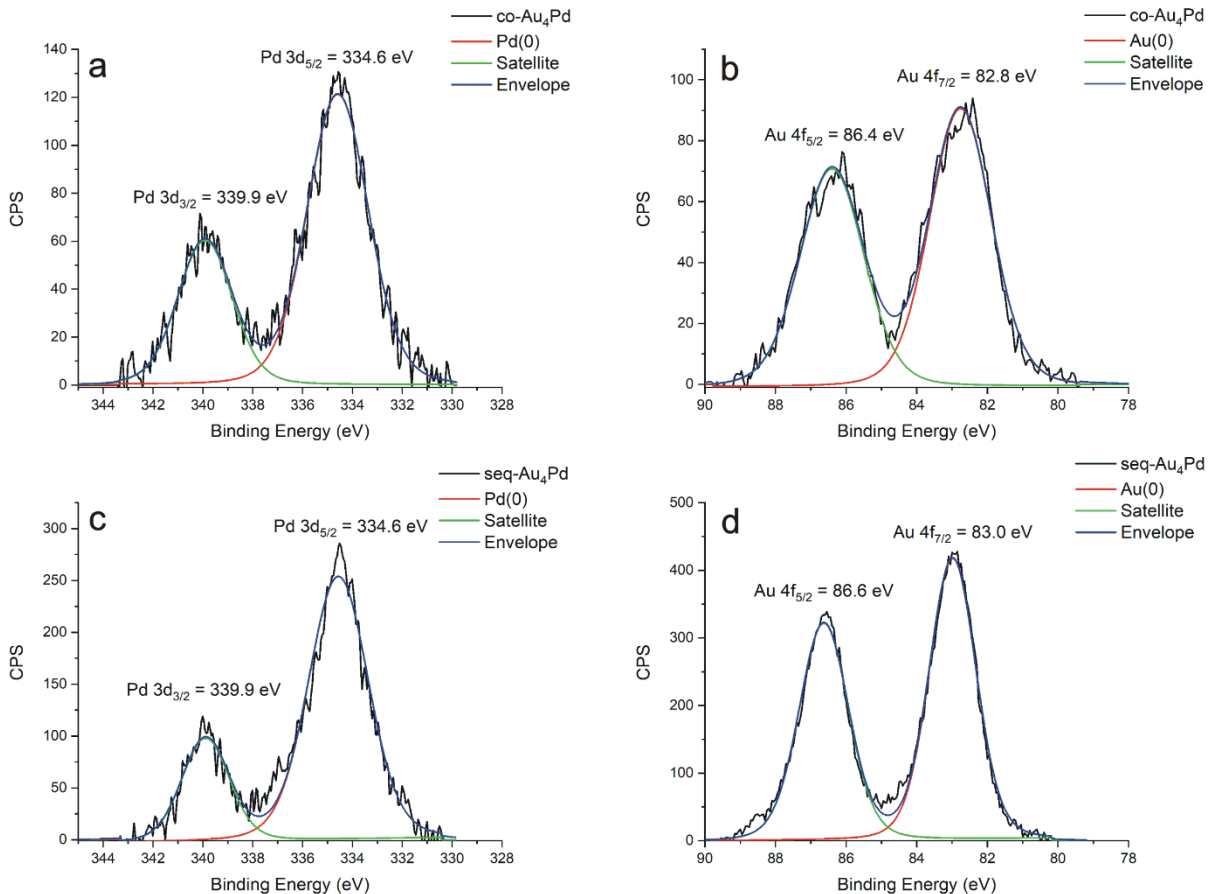 a
co-Au₄Pd
Pd(0)
Satellite
Envelope
Pd 3d₅/₂ = 334.6 eV
Pd 3d₃/₂ = 339.9 eV
CPS
140
120
100
80
60
40
20
0
344 342 340 338 336 334 332 330 328
Binding Energy (eV)
b
co-Au₄Pd
Au(0)
Satellite
Envelope
Au 4f₇/₂ = 82.8 eV
Au 4f₅/₂ = 86.4 eV
CPS
100
80
60
40
20
0
90 88 86 84 82 80 78
Binding Energy (eV)
c
seq-Au₄Pd
Pd(0)
Satellite
Envelope
Pd 3d₅/₂ = 334.6 eV
Pd 3d₃/₂ = 339.9 eV
CPS
300
250
200
150
100
50
0
344 342 340 338 336 334 332 330 328
Binding Energy (eV)
d
seq-Au₄Pd
Au(0)
Satellite
Envelope
Au 4f₇/₂ = 83.0 eV
Au 4f₅/₂ = 86.6 eV
CPS
500
400
300
200
100
0
90 88 86 84 82 80 78
Binding Energy (eV)